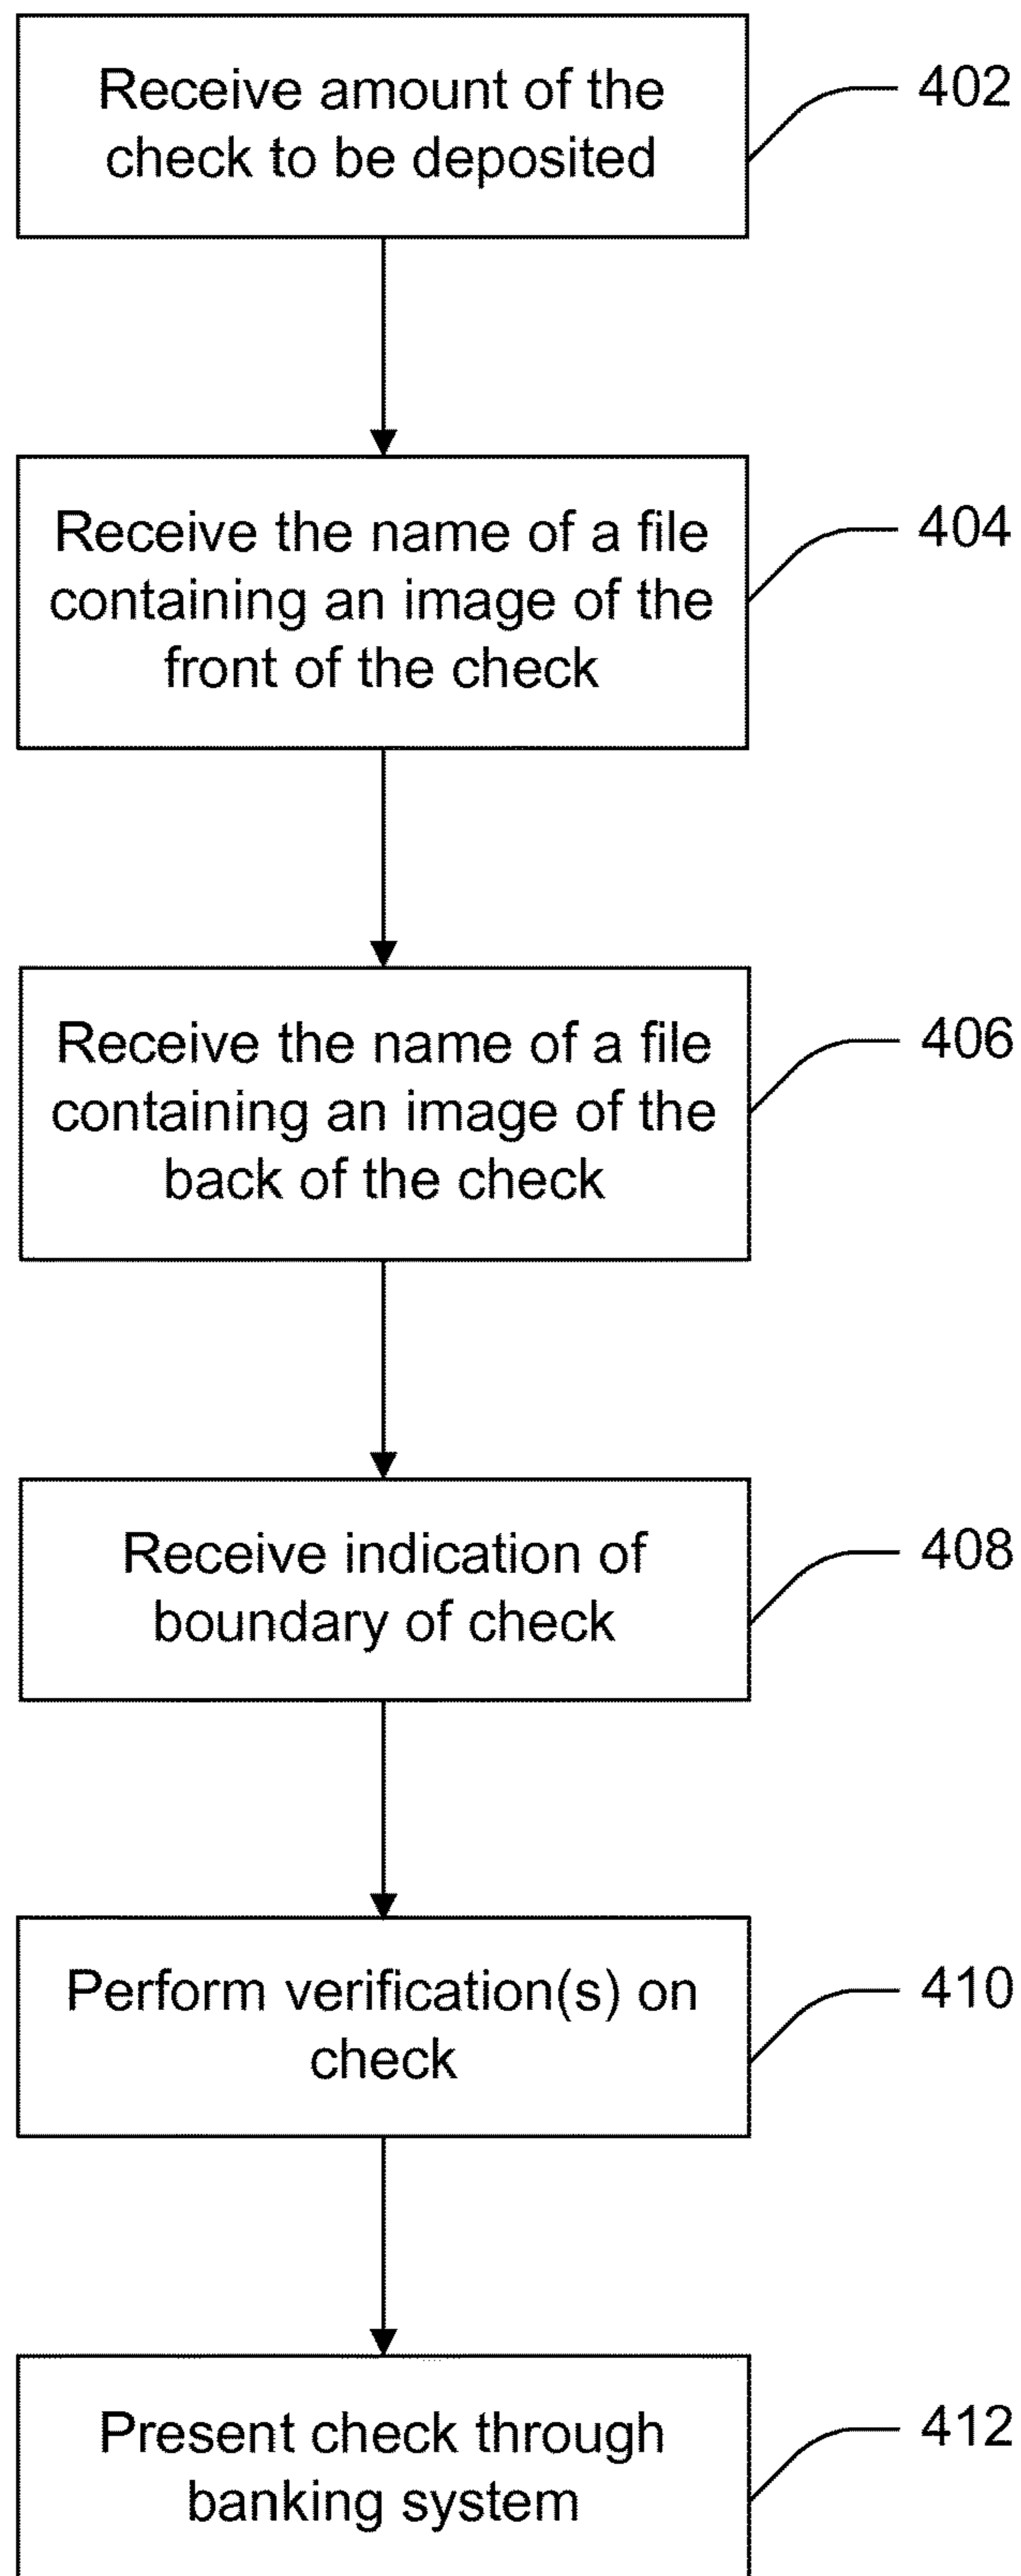 Receive amount of the
check to be deposited
402
Receive the name of a file
containing an image of the
front of the check
404
Receive the name of a file
containing an image of the
back of the check
406
Receive indication of
boundary of check
408
Perform verification(s) on
check
410
Present check through
banking system
412